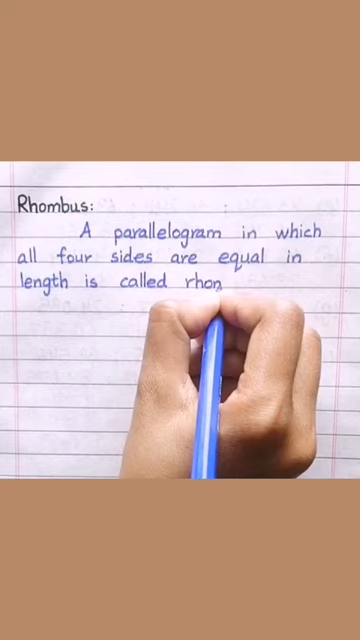 Rhombus:
A parallelogram in which
all four sides are equal in
length is called rhon